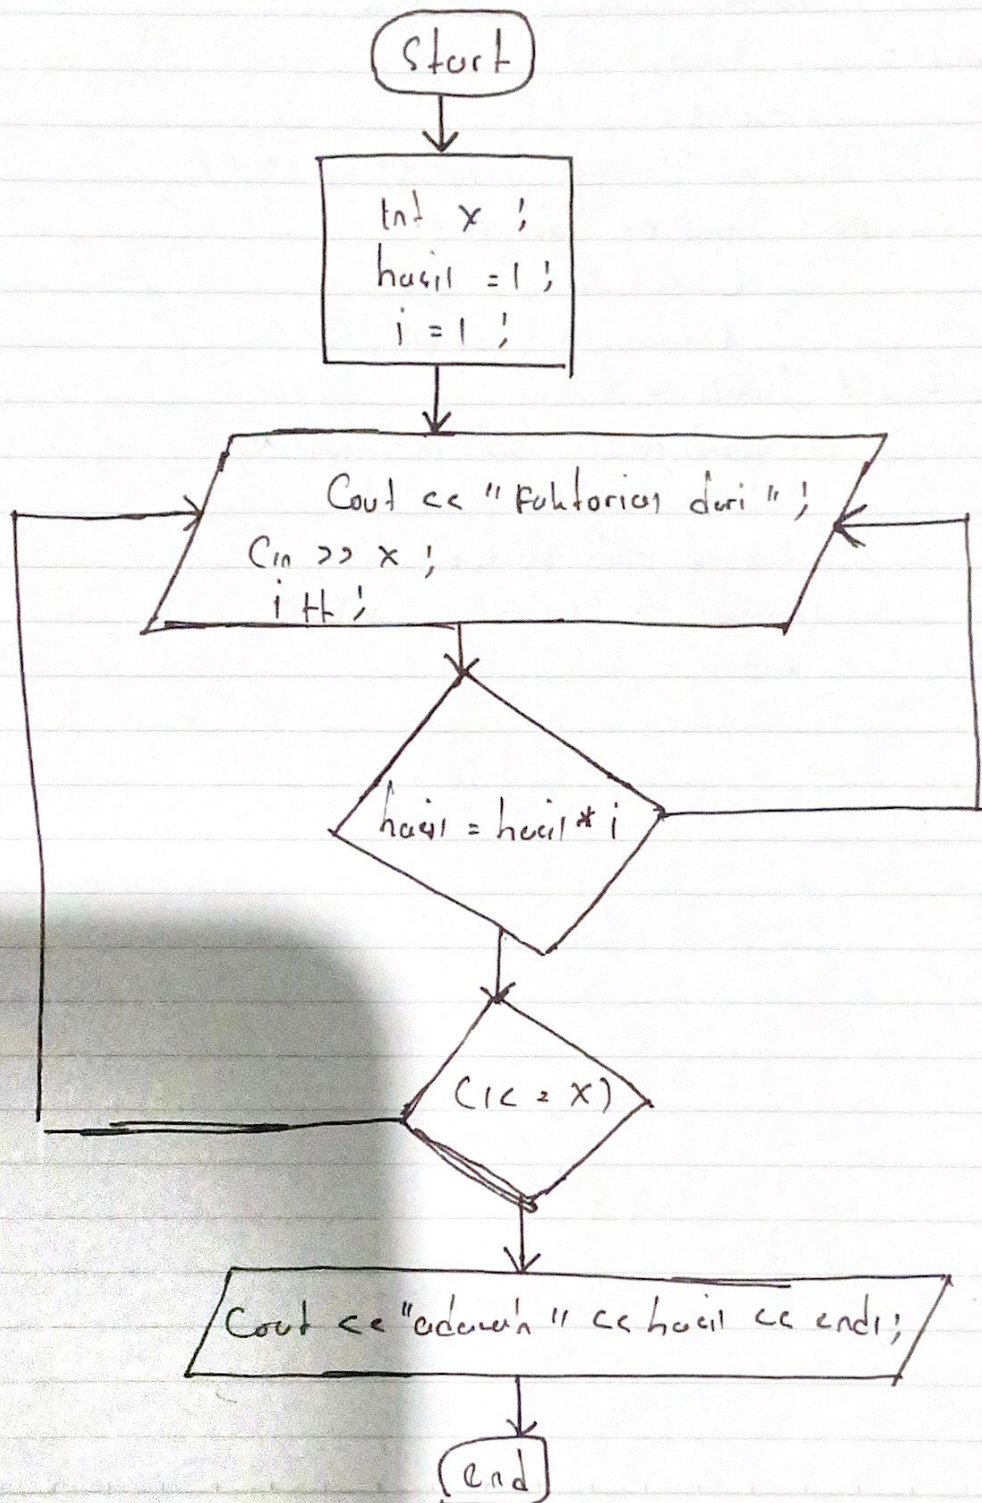 Start
int x ;
hasil = 1 ;
i = 1 ;
Cout << "Faktorial dari " ;
Cin >> x ;
i ++ ;
hasil = hasil * i
(i < = x)
Cout << "adalah " << hasil << endl;
end